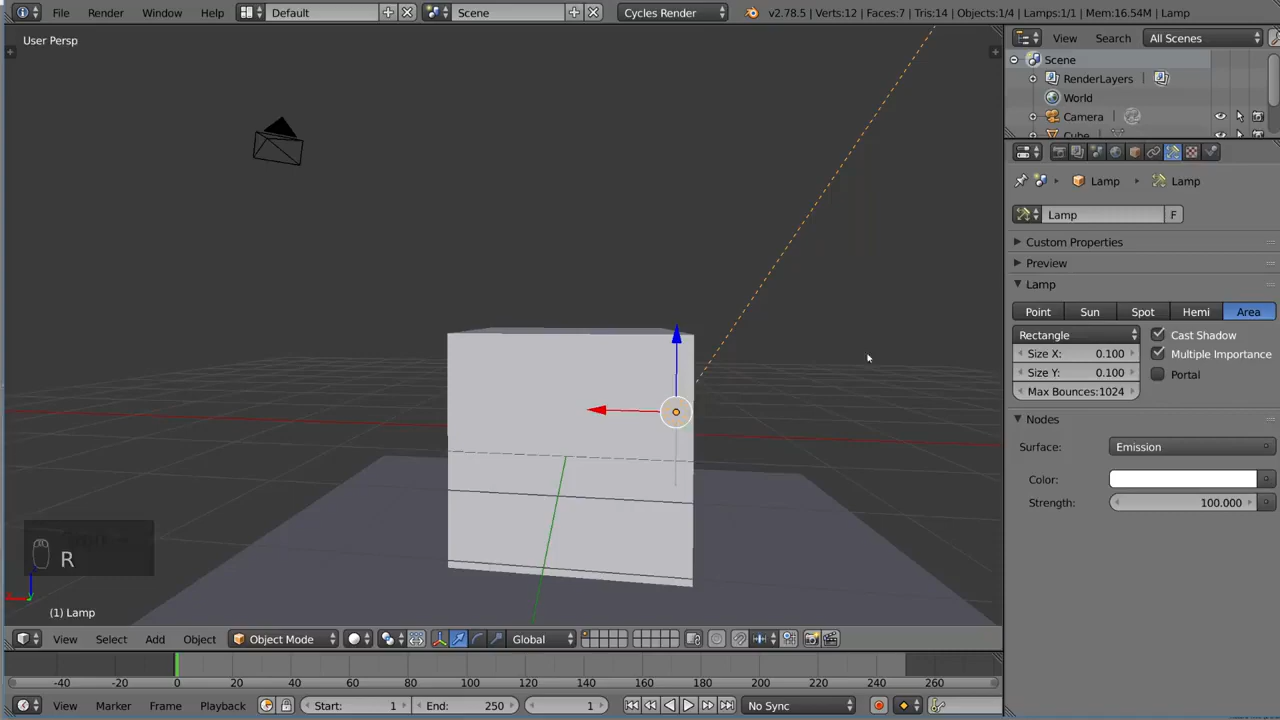 File Render Window Help Default Scene Cycles Render v2.78.5 | Verts:12 | Faces:7 | Tris:14 | Objects:1/4 | Lamps:1/1 | Mem:16.54M | Lamp
User Persp
View Search All Scenes
Scene
RenderLayers
World
Camera
Cube
Lamp Lamp
Lamp F
Custom Properties
Preview
Lamp
Point Sun Spot Hemi Area
Rectangle Cast Shadow
Size X: 0.100 Multiple Importance
Size Y: 0.100 Portal
Max Bounces:1024
Nodes
Surface: Emission
Color:
Strength: 100.000
R
(1) Lamp
View Select Add Object Object Mode Global
-40 -20 0 20 40 60 80 100 120 140 160 180 200 220 240 260
View Marker Frame Playback Start: 1 End: 250 1 No Sync